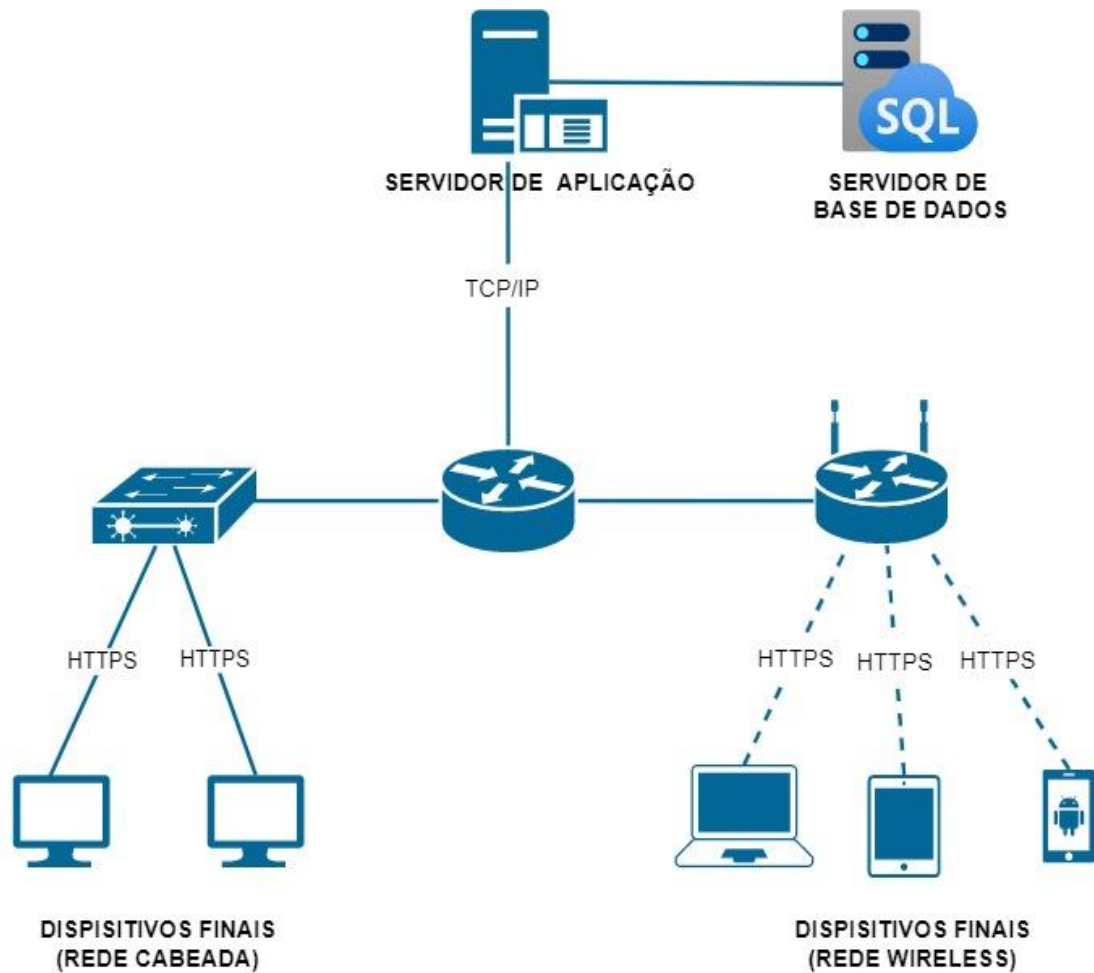 SQL
SERVIDOR DE APLICAÇÃO
SERVIDOR DE
BASE DE DADOS
TCP/IP
HTTPS
HTTPS
HTTPS
HTTPS
HTTPS
DISPISITIVOS FINAIS
(REDE CABEADA)
DISPISITIVOS FINAIS
(REDE WIRELESS)